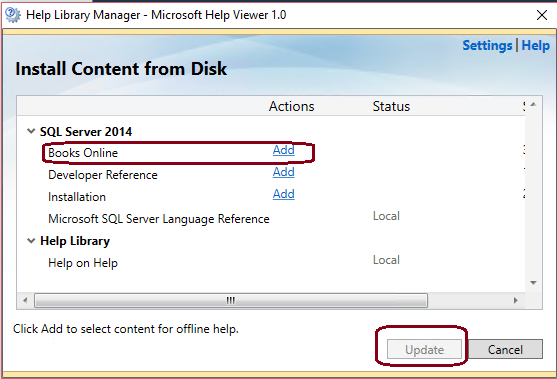 Help Library Manager - Microsoft Help Viewer 1.0
Settings | Help
Install Content from Disk
Actions Status
SQL Server 2014
Books Online Add
Developer Reference Add
Installation Add
Microsoft SQL Server Language Reference Local
Help Library
Help on Help Local
Click Add to select content for offline help.
Update Cancel